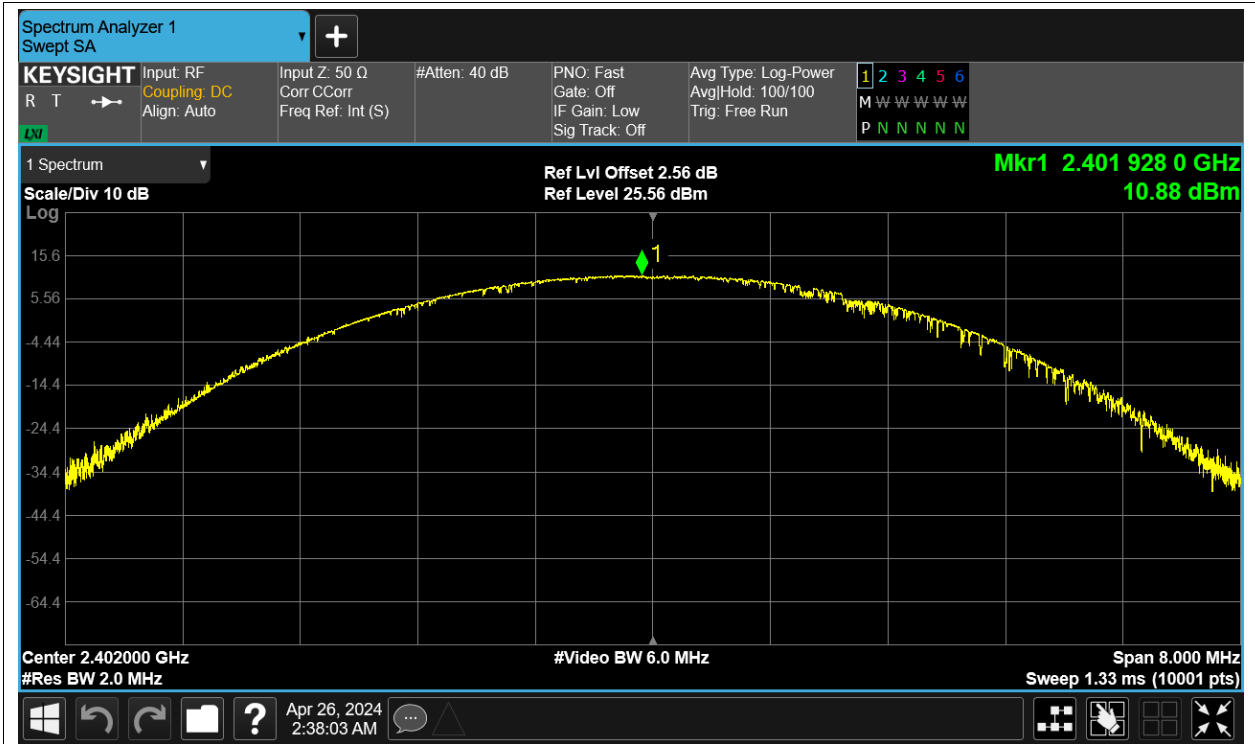 Spectrum Analyzer 1
Swept SA
KEYSIGHT
R T
LXI
Input: RF
Coupling: DC
Align: Auto
Input Z: 50 Ω
Corr CCorr
Freq Ref: Int (S)
#Atten: 40 dB
PNO: Fast
Gate: Off
IF Gain: Low
Sig Track: Off
Avg Type: Log-Power
Avg|Hold: 100/100
Trig: Free Run
1 2 3 4 5 6
M W W W W W
P N N N N N
1 Spectrum
Scale/Div 10 dB
Log
Ref Lvl Offset 2.56 dB
Ref Level 25.56 dBm
Mkr1 2.401 928 0 GHz
10.88 dBm
1
15.6
5.56
-4.44
-14.4
-24.4
-34.4
-44.4
-54.4
-64.4
Center 2.402000 GHz
#Video BW 6.0 MHz
Span 8.000 MHz
#Res BW 2.0 MHz
Sweep 1.33 ms (10001 pts)
?
Apr 26, 2024
2:38:03 AM